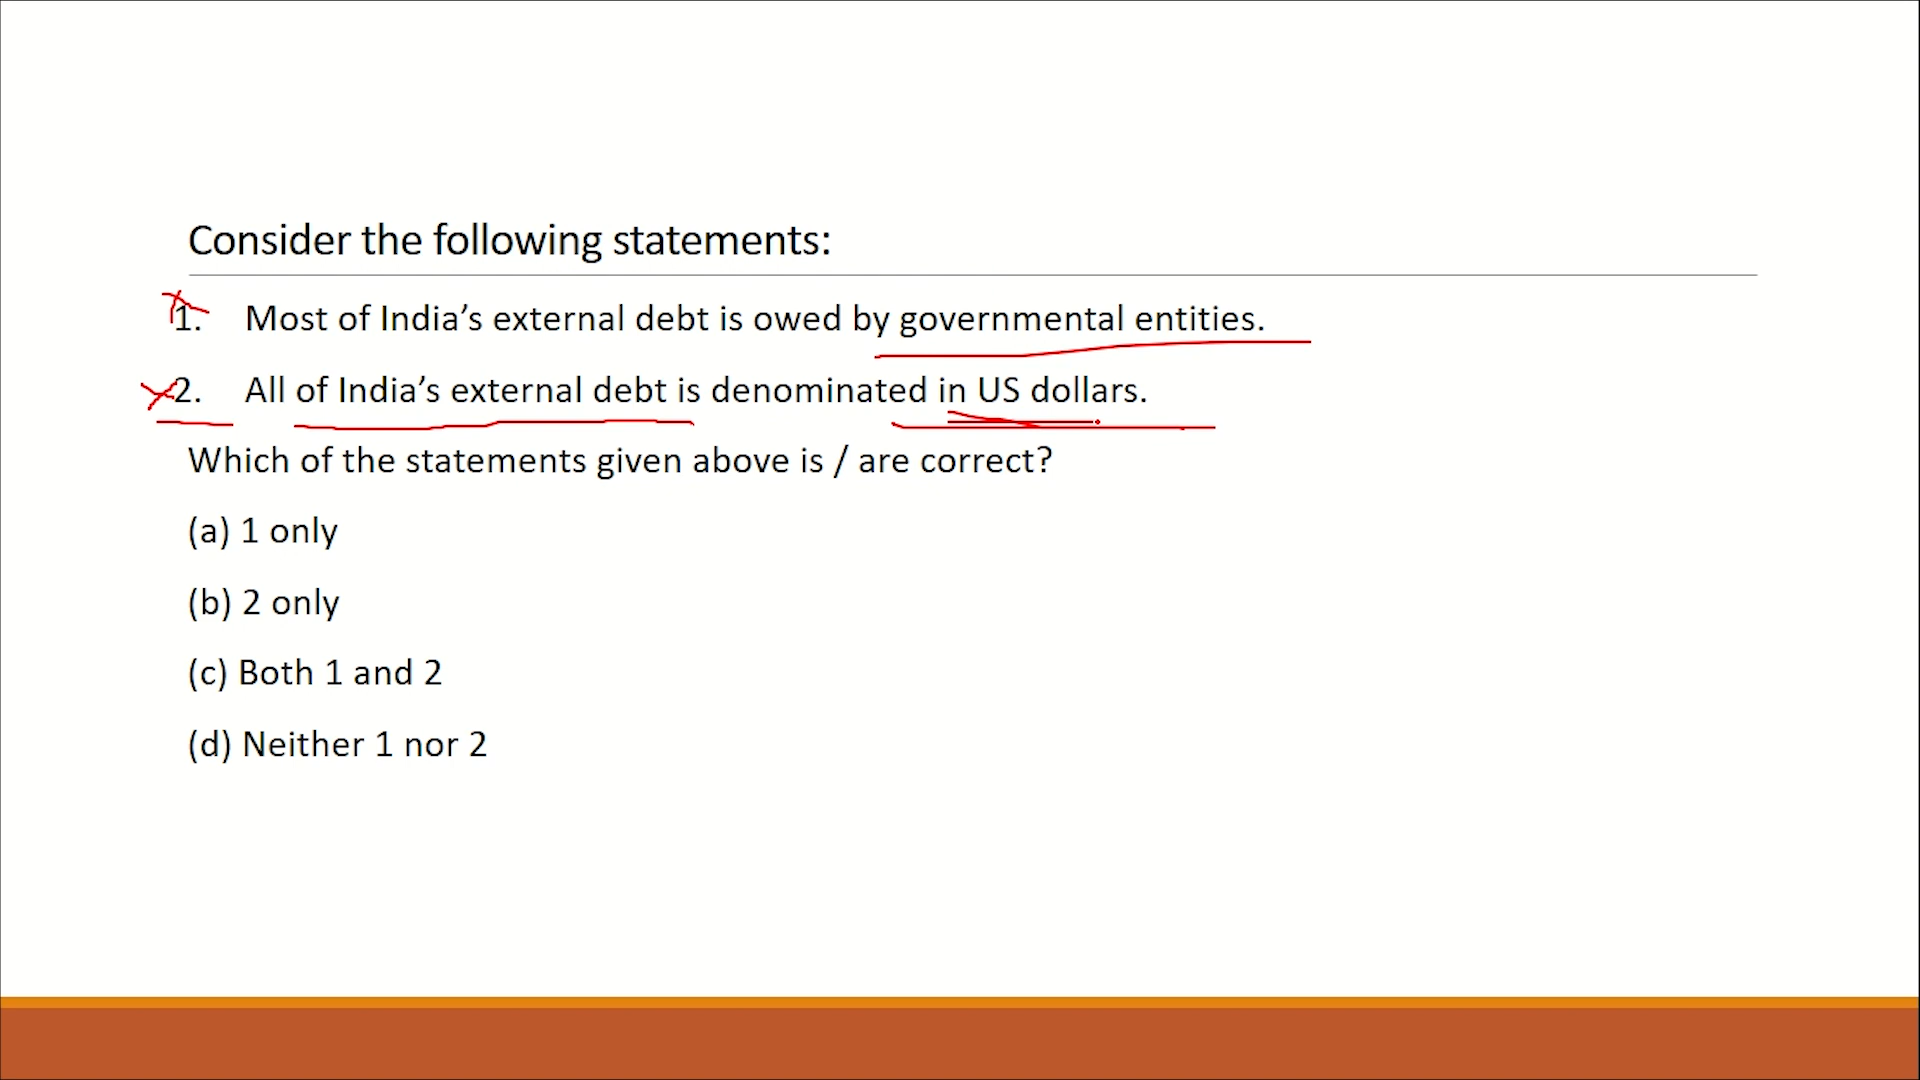 Consider the following statements:
1. Most of India’s external debt is owed by governmental entities.
2. All of India’s external debt is denominated in US dollars.
Which of the statements given above is / are correct?
(a) 1 only
(b) 2 only
(c) Both 1 and 2
(d) Neither 1 nor 2